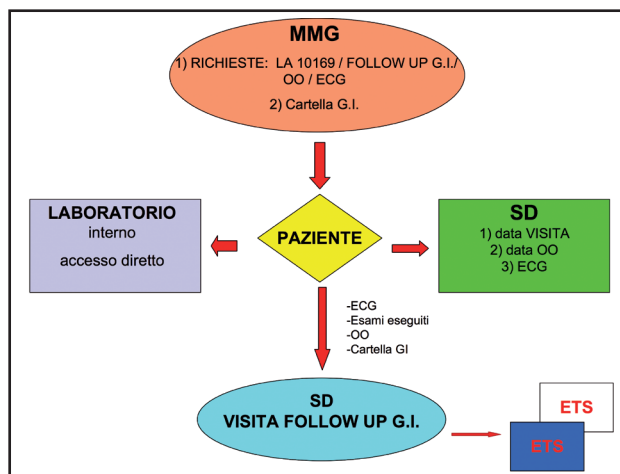 MMG
1) RICHIESTE: LA 10169 / FOLLOW UP G.I./
OO / ECG
2) Cartella G.I.
LABORATORIO
interno
accesso diretto
PAZIENTE
SD
1) data VISITA
2) data OO
3) ECG
-ECG
-Esami eseguiti
-OO
-Cartella GI
SD
VISITA FOLLOW UP G.I.
ETS
ETS